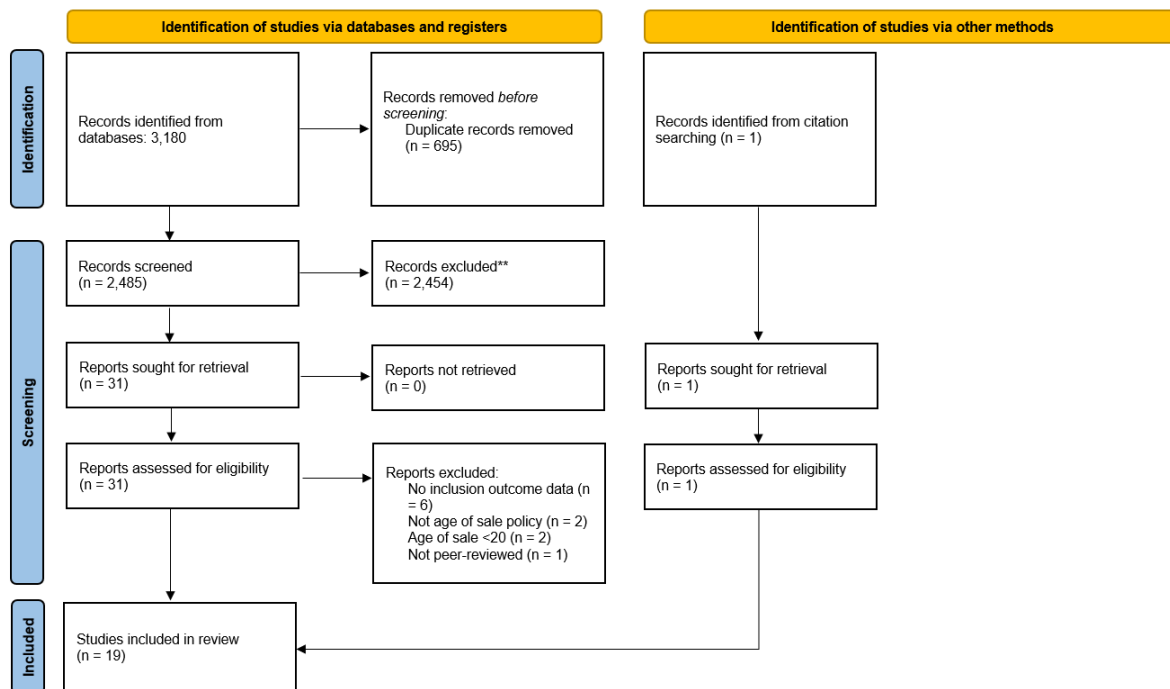 Identification of studies via databases and registers
Identification of studies via other methods
Identification
Records identified from
databases: 3,180
Records removed before
screening:
Duplicate records removed
(n = 695)
Records identified from citation
searching (n = 1)
Screening
Records screened
(n = 2,485)
Records excluded**
(n = 2,454)
Reports sought for retrieval
(n = 31)
Reports not retrieved
(n = 0)
Reports sought for retrieval
(n = 1)
Reports assessed for eligibility
(n = 31)
Reports excluded:
No inclusion outcome data (n
= 6)
Not age of sale policy (n = 2)
Age of sale <20 (n = 2)
Not peer-reviewed (n = 1)
Reports assessed for eligibility
(n = 1)
Included
Studies included in review
(n = 19)